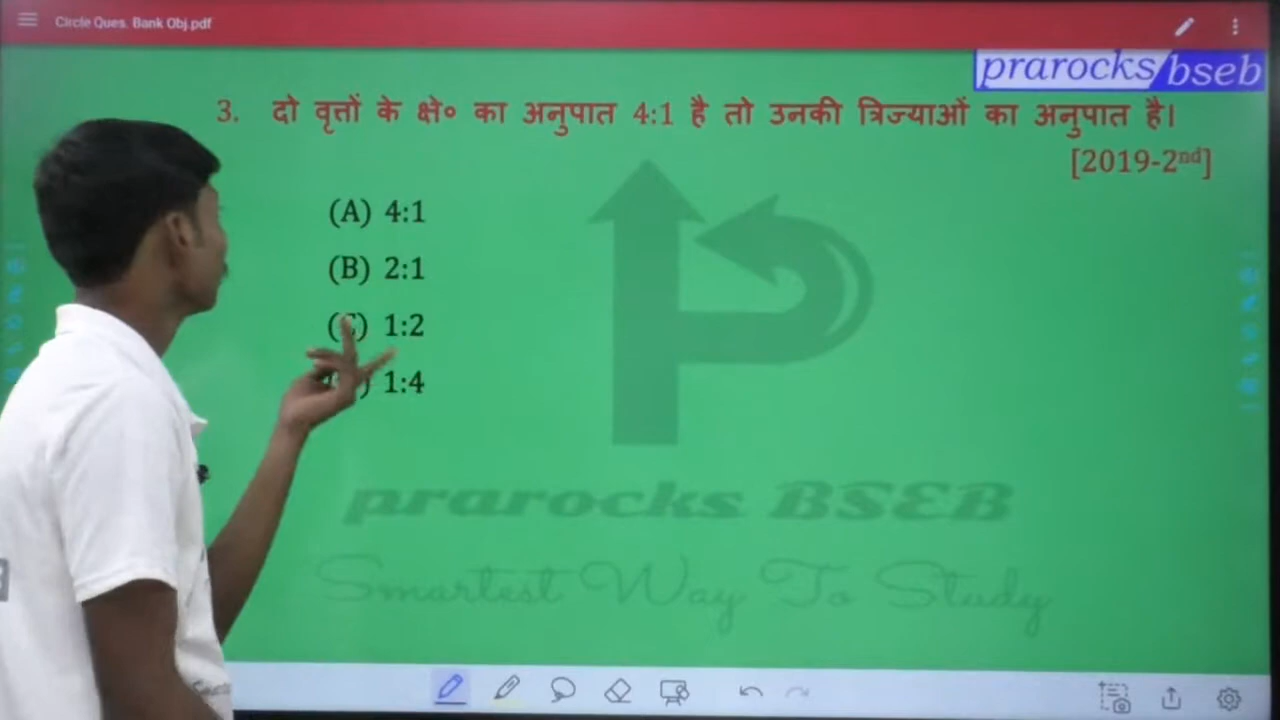 Circle Ques. Bank Obj.pdf
prarocks bseb
3. दो वृत्तों के क्षे० का अनुपात 4:1 है तो उनकी त्रिज्याओं का अनुपात है।
[2019-2nd]
(A) 4:1
(B) 2:1
(C) 1:2
) 1:4
prarocks BSEB
Smartest Way To Study